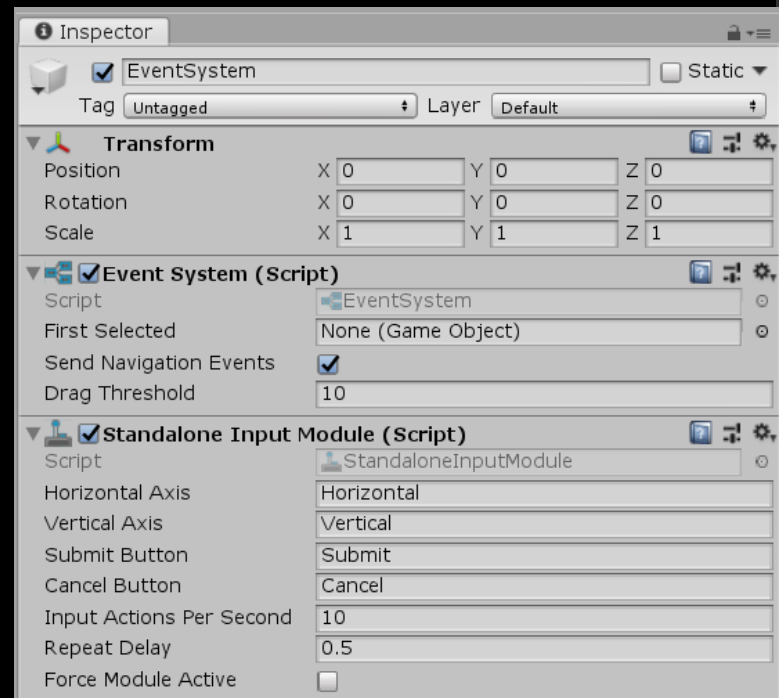 Inspector
EventSystem Static
Tag Untagged Layer Default
Transform
Position X 0 Y 0 Z 0
Rotation X 0 Y 0 Z 0
Scale X 1 Y 1 Z 1
Event System (Script)
Script EventSystem
First Selected None (Game Object)
Send Navigation Events
Drag Threshold 10
Standalone Input Module (Script)
Script StandaloneInputModule
Horizontal Axis Horizontal
Vertical Axis Vertical
Submit Button Submit
Cancel Button Cancel
Input Actions Per Second 10
Repeat Delay 0.5
Force Module Active